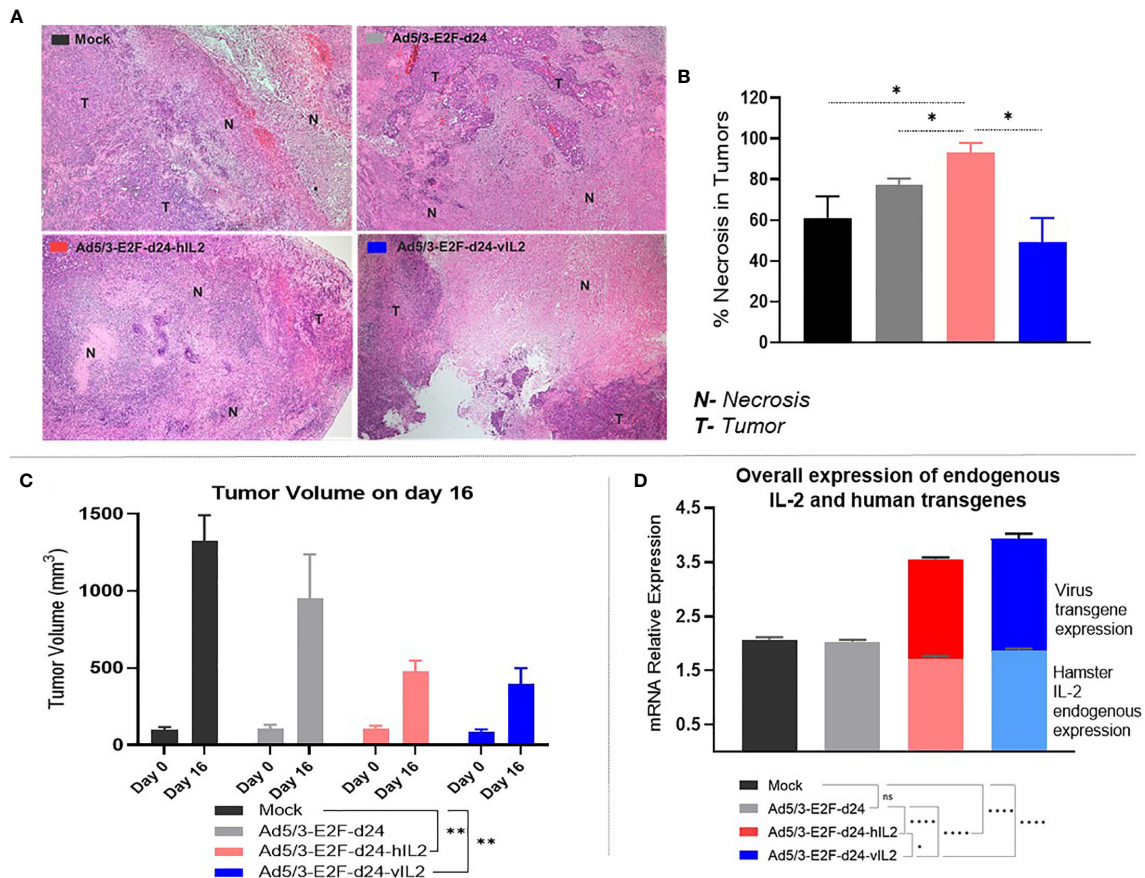 A
Mock
T
N
N
T
Ad5/3-E2F-d24
T
T
N
N
Ad5/3-E2F-d24-hIL2
N
T
N
N
Ad5/3-E2F-d24-vIL2
N
T
T
B
% Necrosis in Tumors
120
100
80
60
40
20
0
*
*
*
N- Necrosis
T- Tumor
C
Tumor Volume on day 16
Tumor Volume (mm³)
1500
1000
500
0
Day 0
Day 16
Day 0
Day 16
Day 0
Day 16
Day 0
Day 16
Mock
Ad5/3-E2F-d24
Ad5/3-E2F-d24-hIL2
Ad5/3-E2F-d24-vIL2
**
**
D
Overall expression of endogenous
IL-2 and human transgenes
mRNA Relative Expression
4.5
3.5
2.5
1.5
0.5
Virus
transgene
expression
Hamster
IL-2
endogenous
expression
Mock
Ad5/3-E2F-d24
Ad5/3-E2F-d24-hIL2
Ad5/3-E2F-d24-vIL2
ns
****
*
****
****
****